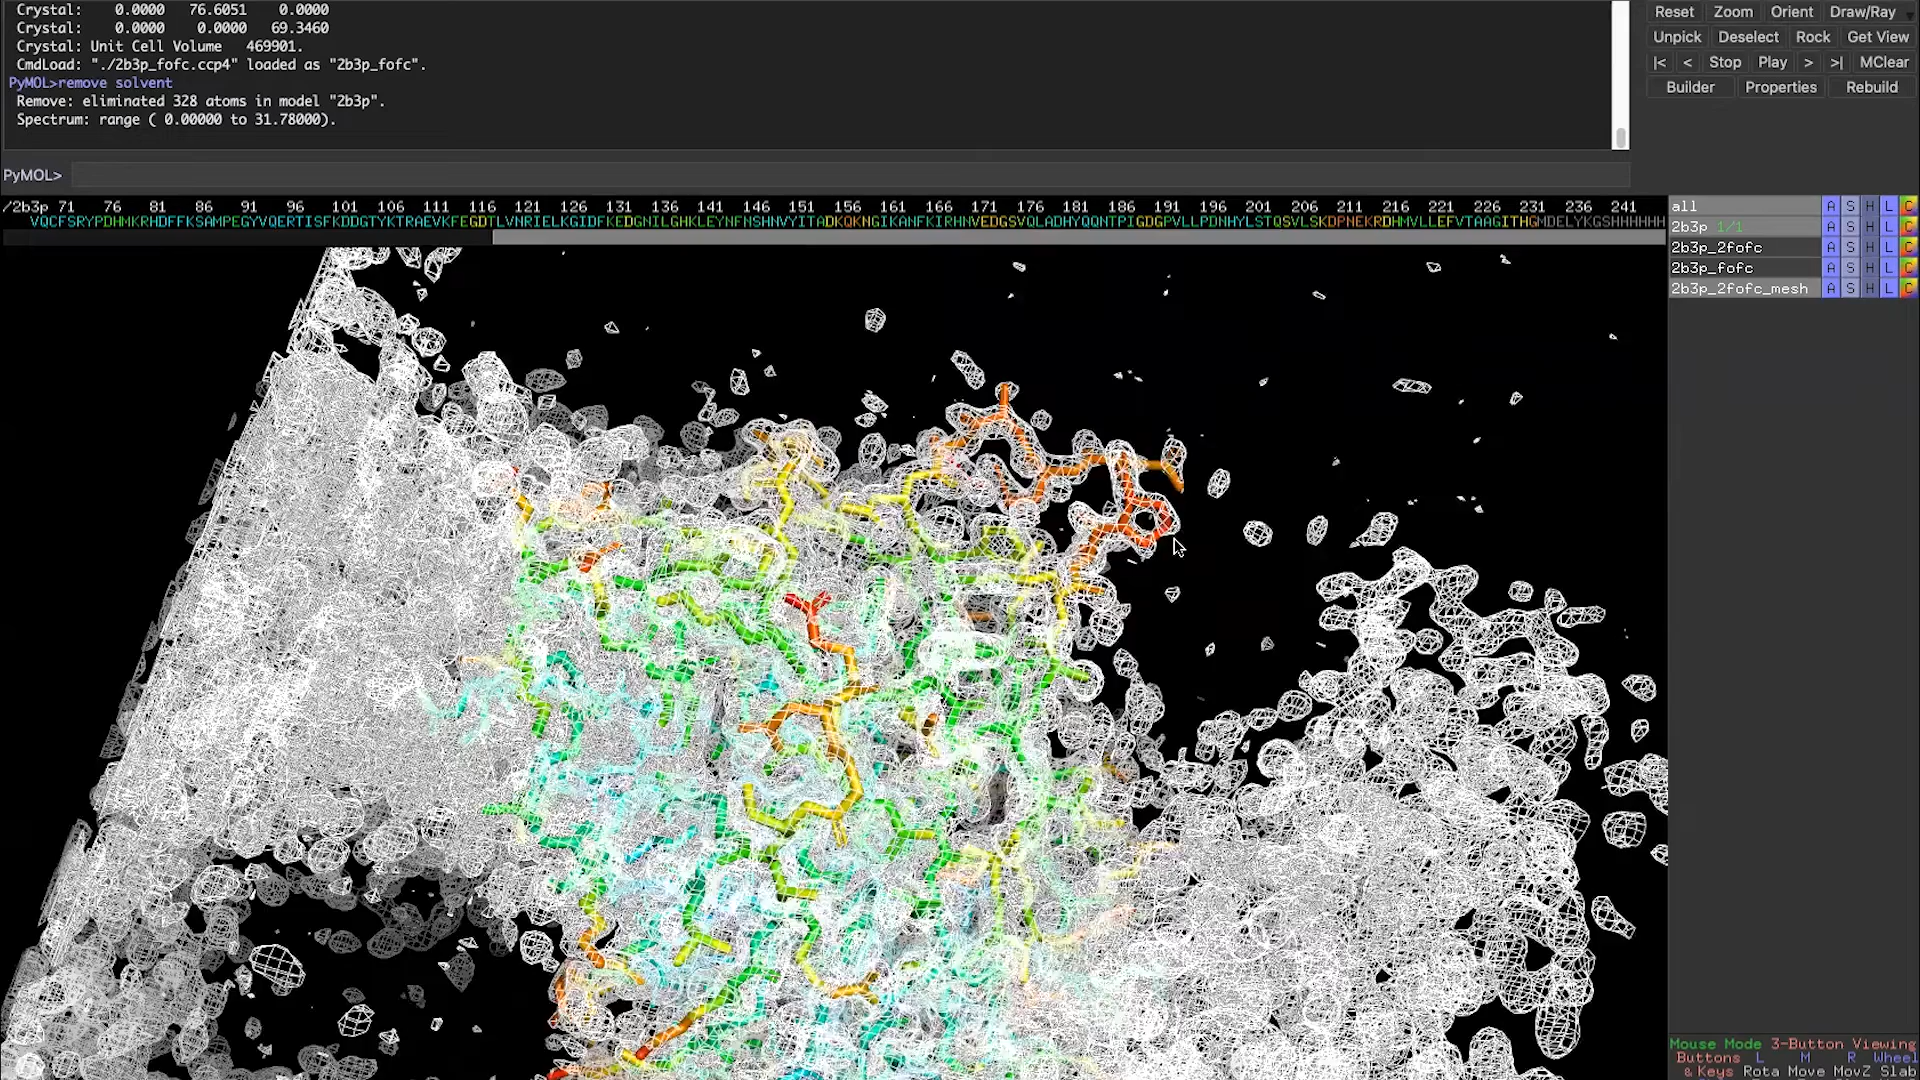 Crystal: 0.0000 76.6051 0.0000
Crystal: 0.0000 0.0000 69.3460
Crystal: Unit Cell Volume 469901.
CmdLoad: "./2b3p_fofc.ccp4" loaded as "2b3p_fofc".
PyMOL>remove solvent
Remove: eliminated 328 atoms in model "2b3p".
Spectrum: range ( 0.00000 to 31.78000).
PyMOL>
Reset Zoom Orient Draw/Ray
Unpick Deselect Rock Get View
|< < Stop Play > >| MClear
Builder Properties Rebuild
/2b3p 71 76 81 86 91 96 101 106 111 116 121 126 131 136 141 146 151 156 161 166 171 176 181 186 191 196 201 206 211 216 221 226 231 236 241
VQCFSRYPDHMKRHDFFKSAMPEGYVQERTISFKDDGTYKTRAEVKFEGDTLVNRIELKGIDFKEDGNILGHKLEYNFNSHNVYITADKQKNGIKANFKIRHNVEDGSVQLADHYQQNTPIGDGPVLLPDNHYLSTQSVLSKDPNEKRDHMVLLEFVTAAGITHGMDELYKGSHHHHHH
all A S H L C
2b3p 1/1 A S H L C
2b3p_2fofc A S H L C
2b3p_fofc A S H L C
2b3p_2fofc_mesh A S H L C
Mouse Mode 3-Button Viewing
Buttons L M R Wheel
& Keys Rota Move MovZ Slab